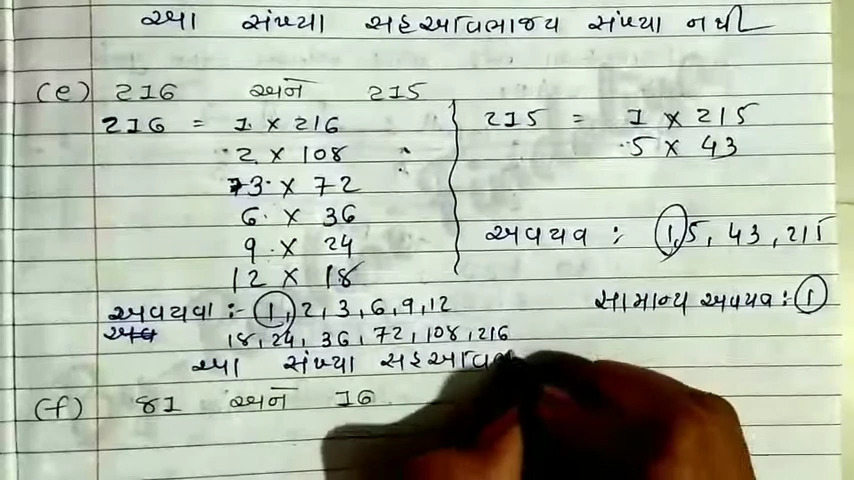 આ સંખ્યા સહઅવિભાજ્ય સંખ્યા નથી
(e) 216 અને 215
216 = 1 × 216
2 × 108
3 × 72
6 × 36
9 × 24
12 × 18
અવયવો :- 1, 2, 3, 6, 9, 12
18, 24, 36, 72, 108, 216
215 = 1 × 215
5 × 43
અવયવ : 1, 5, 43, 215
સામાન્ય અવયવ : 1
આ સંખ્યા
(f) 81 અને 16